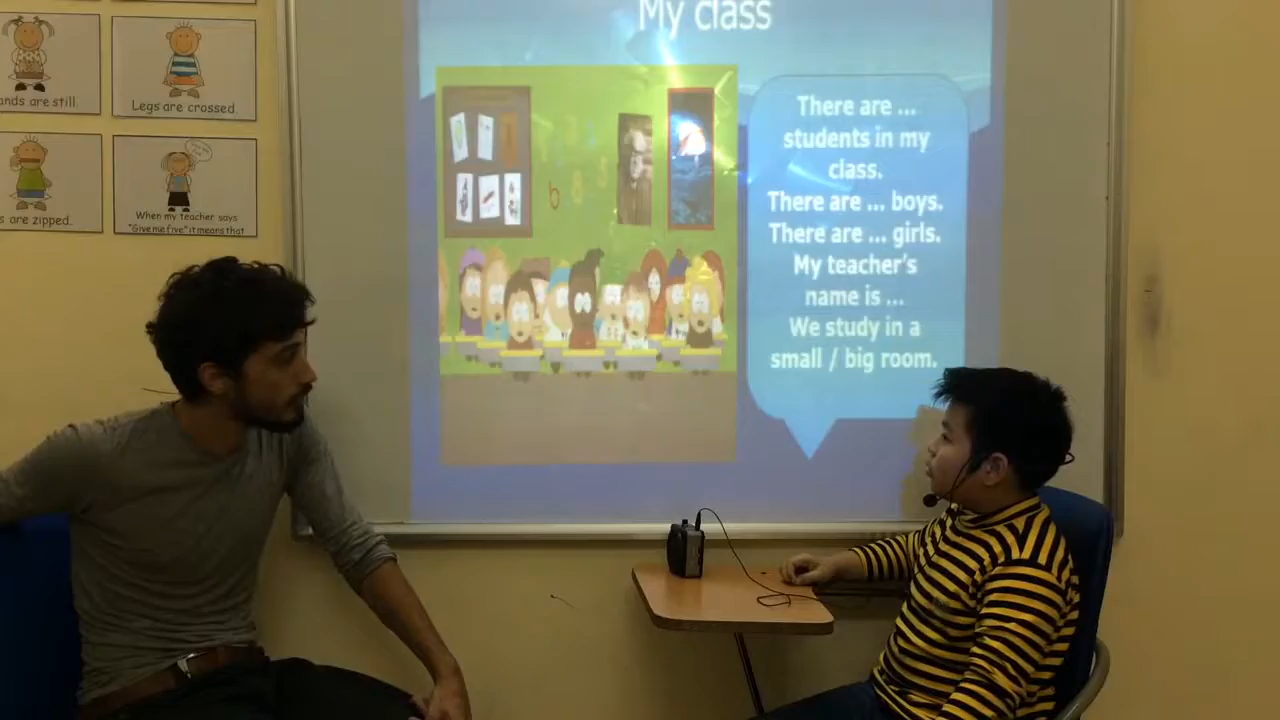 My class
There are ...
students in my
class.
There are ... boys.
There are ... girls.
My teacher's
name is ...
We study in a
small / big room.
ands are still.
Legs are crossed.
s are zipped.
When my teacher says
"Give me five" it means that